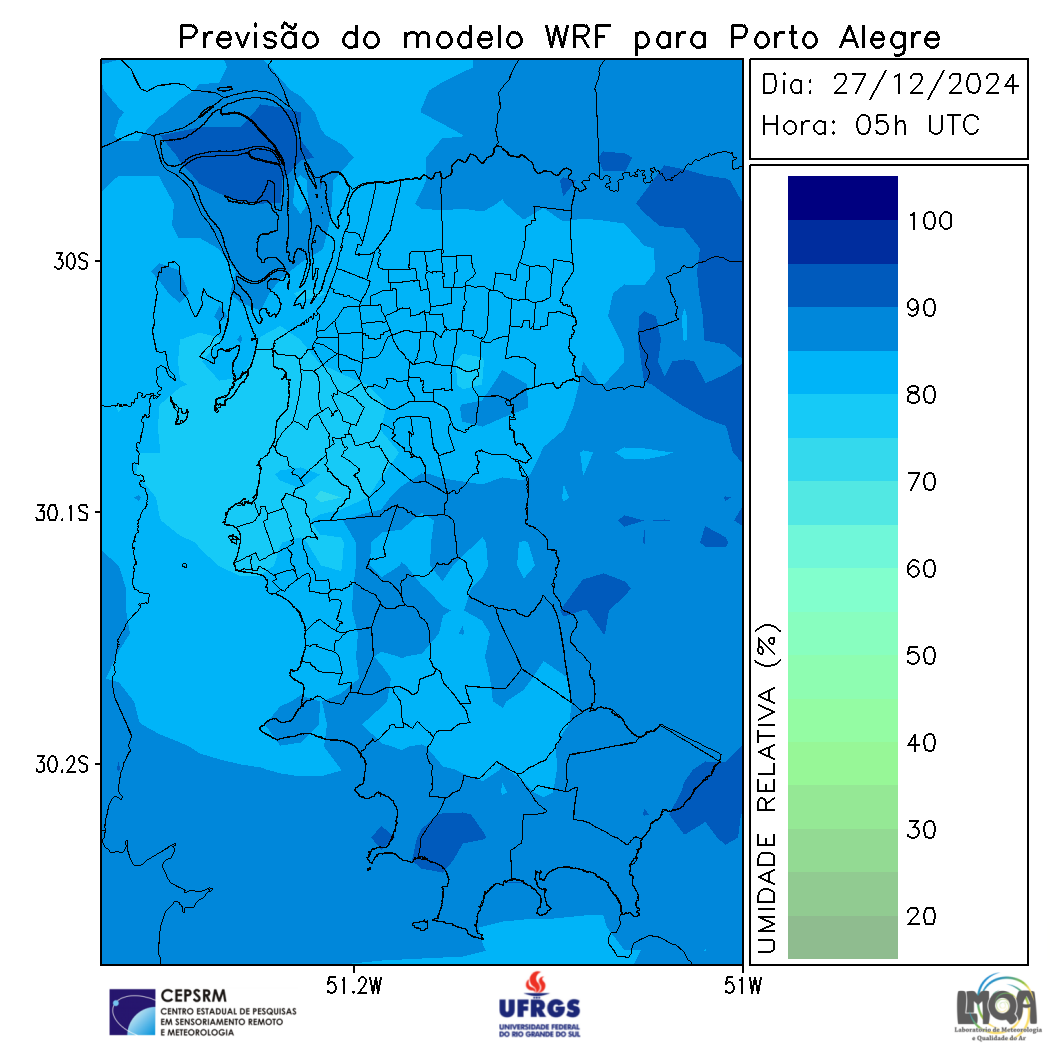 Previsão do modelo WRF para Porto Alegre
Dia: 27/12/2024
Hora: 05h UTC
30S
30.1S
30.2S
51.2W
51W
100
90
80
70
60
50
40
30
20
UMIDADE RELATIVA (%)
CEPSRM
CENTRO ESTADUAL DE PESQUISAS
EM SENSORIAMENTO REMOTO
E METEOROLOGIA
UFRGS
UNIVERSIDADE FEDERAL
DO RIO GRANDE DO SUL
LMQA
Laboratório de Meteorologia
e Qualidade do Ar